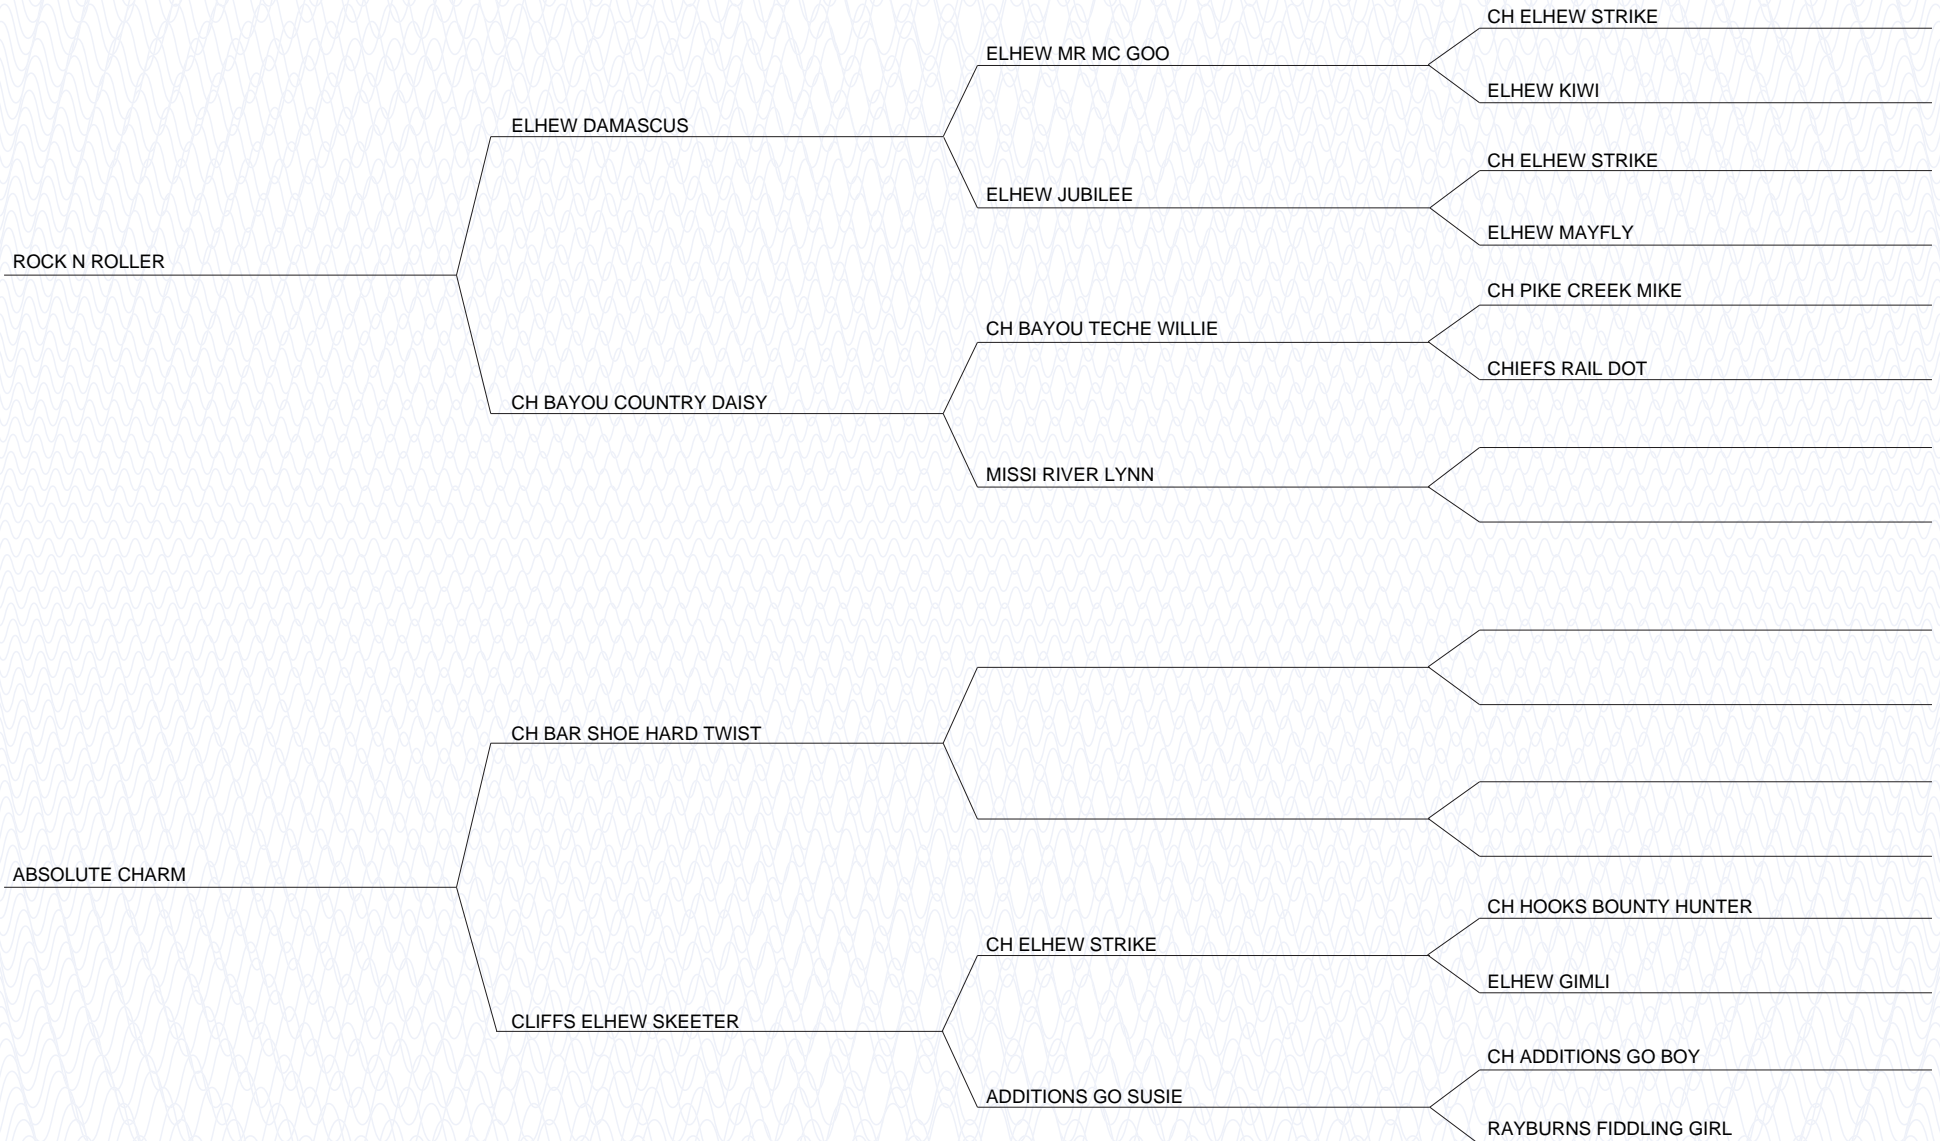 CH ELHEW STRIKE
ELHEW MR MC GOO
ELHEW KIWI
ELHEW DAMASCUS
CH ELHEW STRIKE
ELHEW JUBILEE
ELHEW MAYFLY
ROCK N ROLLER
CH PIKE CREEK MIKE
CH BAYOU TECHE WILLIE
CHIEFS RAIL DOT
CH BAYOU COUNTRY DAISY
MISSI RIVER LYNN
CH BAR SHOE HARD TWIST
ABSOLUTE CHARM
CH HOOKS BOUNTY HUNTER
CH ELHEW STRIKE
ELHEW GIMLI
CLIFFS ELHEW SKEETER
CH ADDITIONS GO BOY
ADDITIONS GO SUSIE
RAYBURNS FIDDLING GIRL